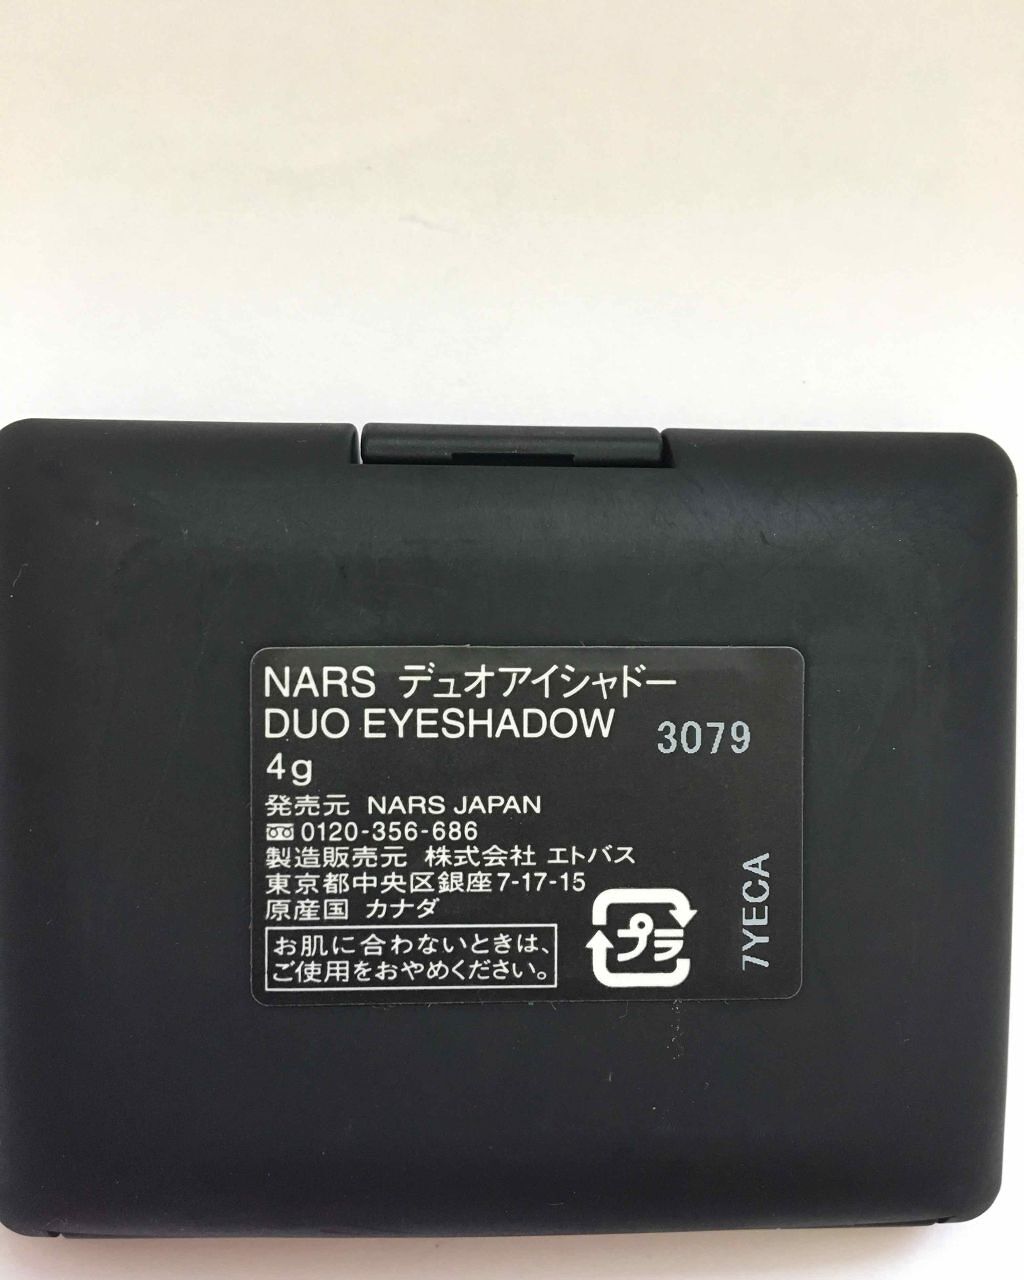 NARS デュオアイシャドー
DUO EYESHADOW 3079
4g
発売元 NARS JAPAN
0120-356-686
製造販売元 株式会社 エトバス
東京都中央区銀座7-17-15
原産国 カナダ
お肌に合わないときは、
ご使用をおやめください。
プラ
7YECA